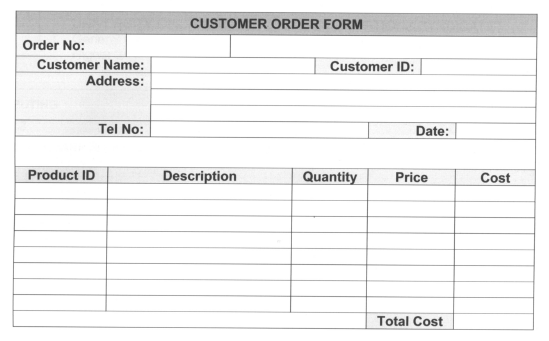 CUSTOMER ORDER FORM
Order No:
Customer Name: Customer ID:
Address:
Tel No: Date:
Product ID Description Quantity Price Cost
Total Cost